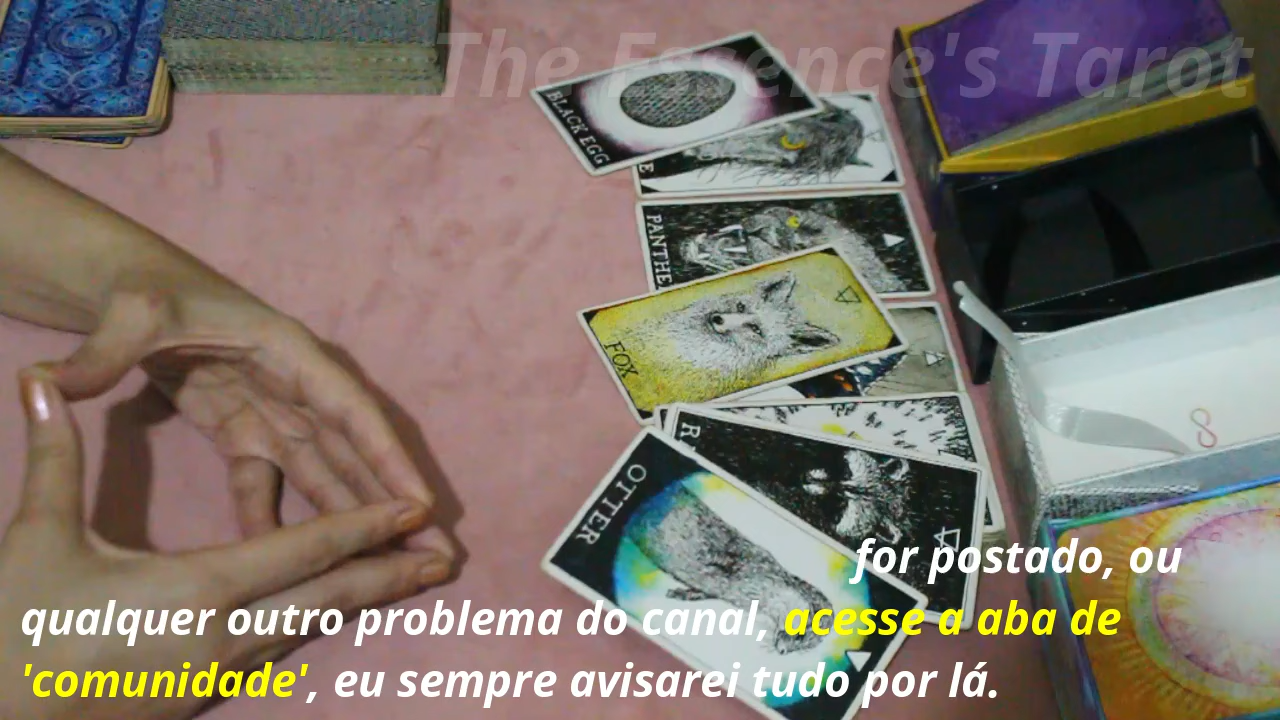 The Essence's Tarot
BLACK EGG
E
PANTHE
FOX
R
OTTER
for postado, ou
qualquer outro problema do canal, acesse a aba de
'comunidade', eu sempre avisarei tudo por lá.